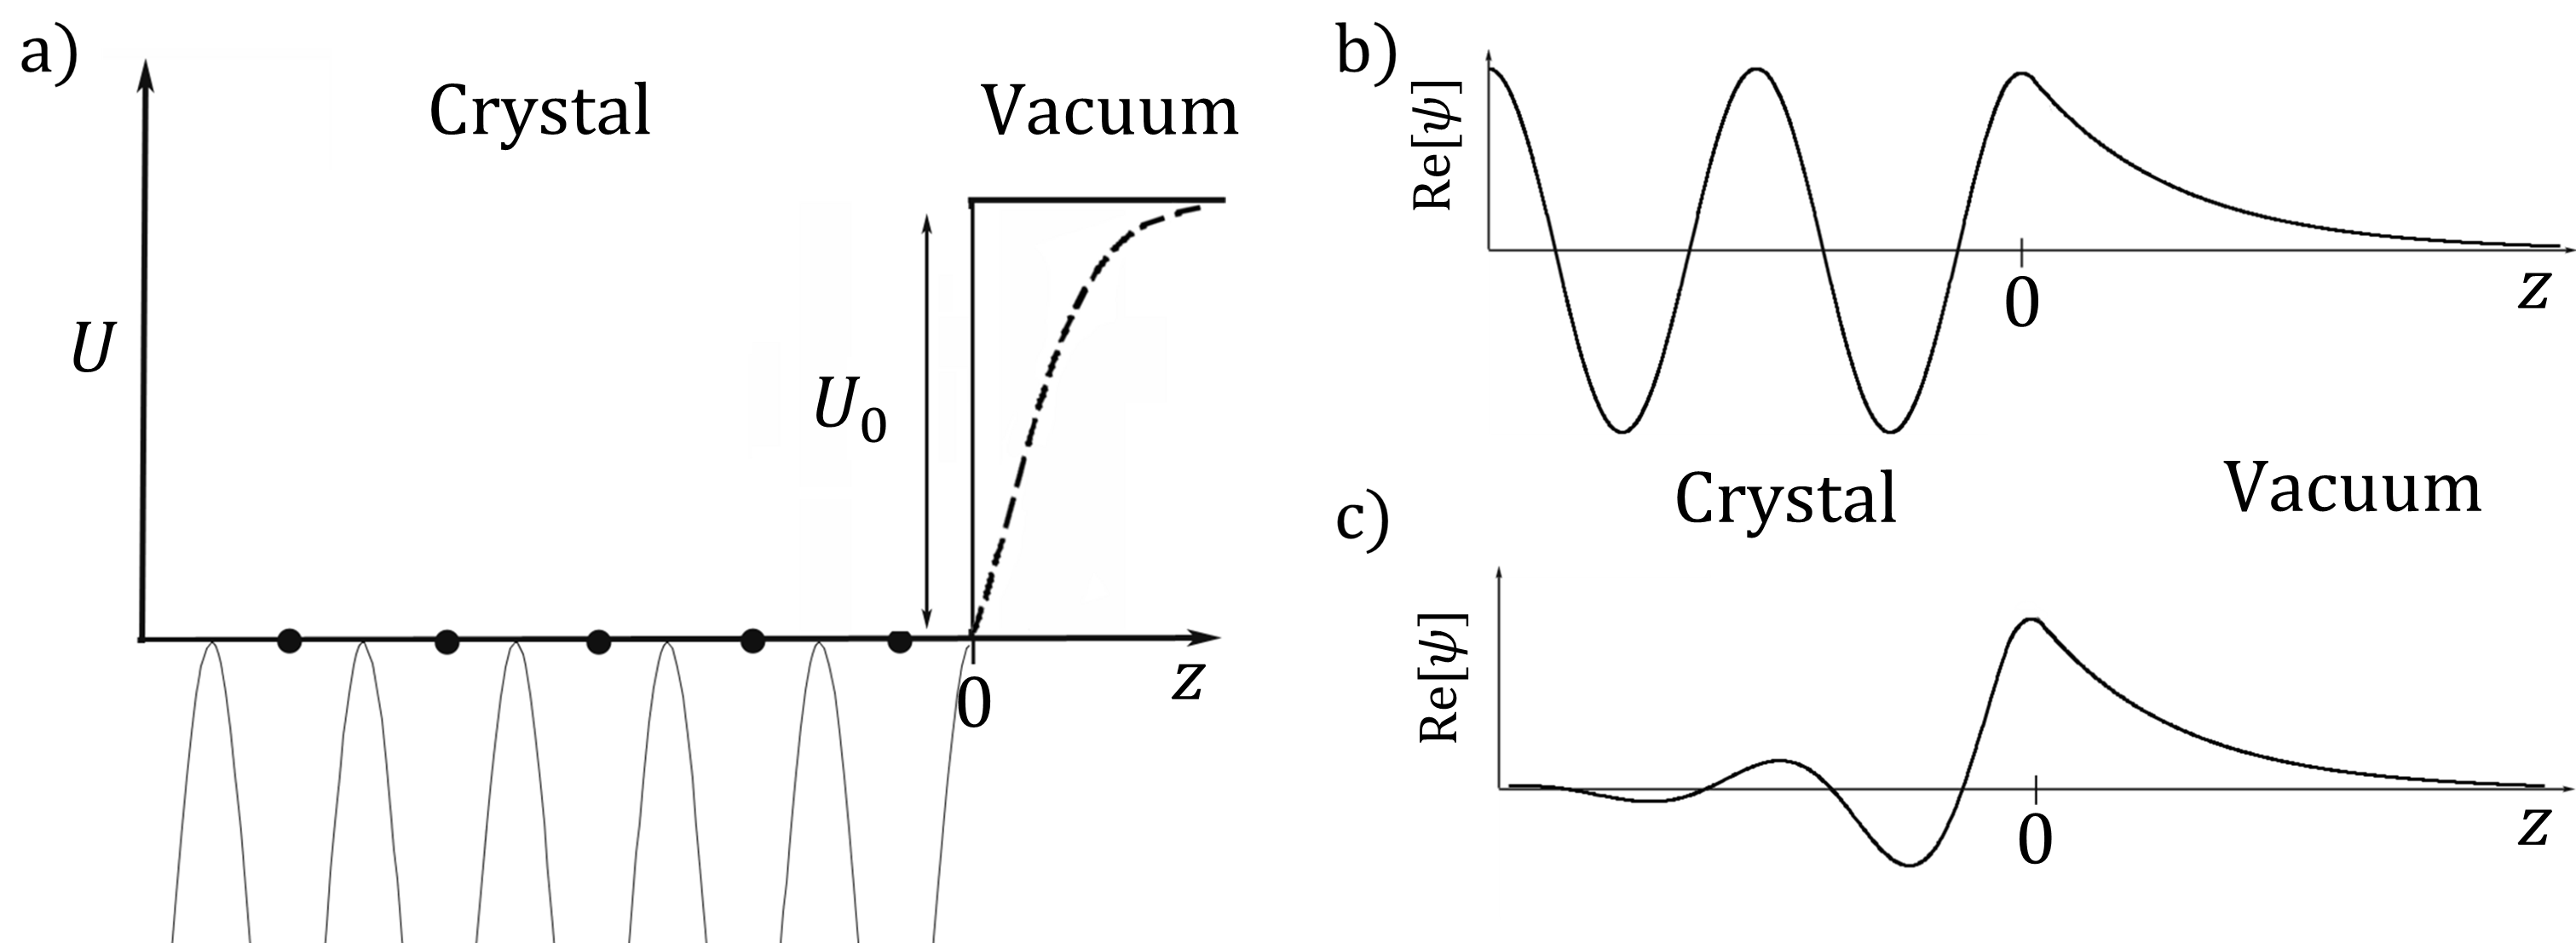 a)
Crystal
Vacuum
U
U₀
0
z
b)
Re[ψ]
0
z
Crystal
Vacuum
c)
Re[ψ]
0
z